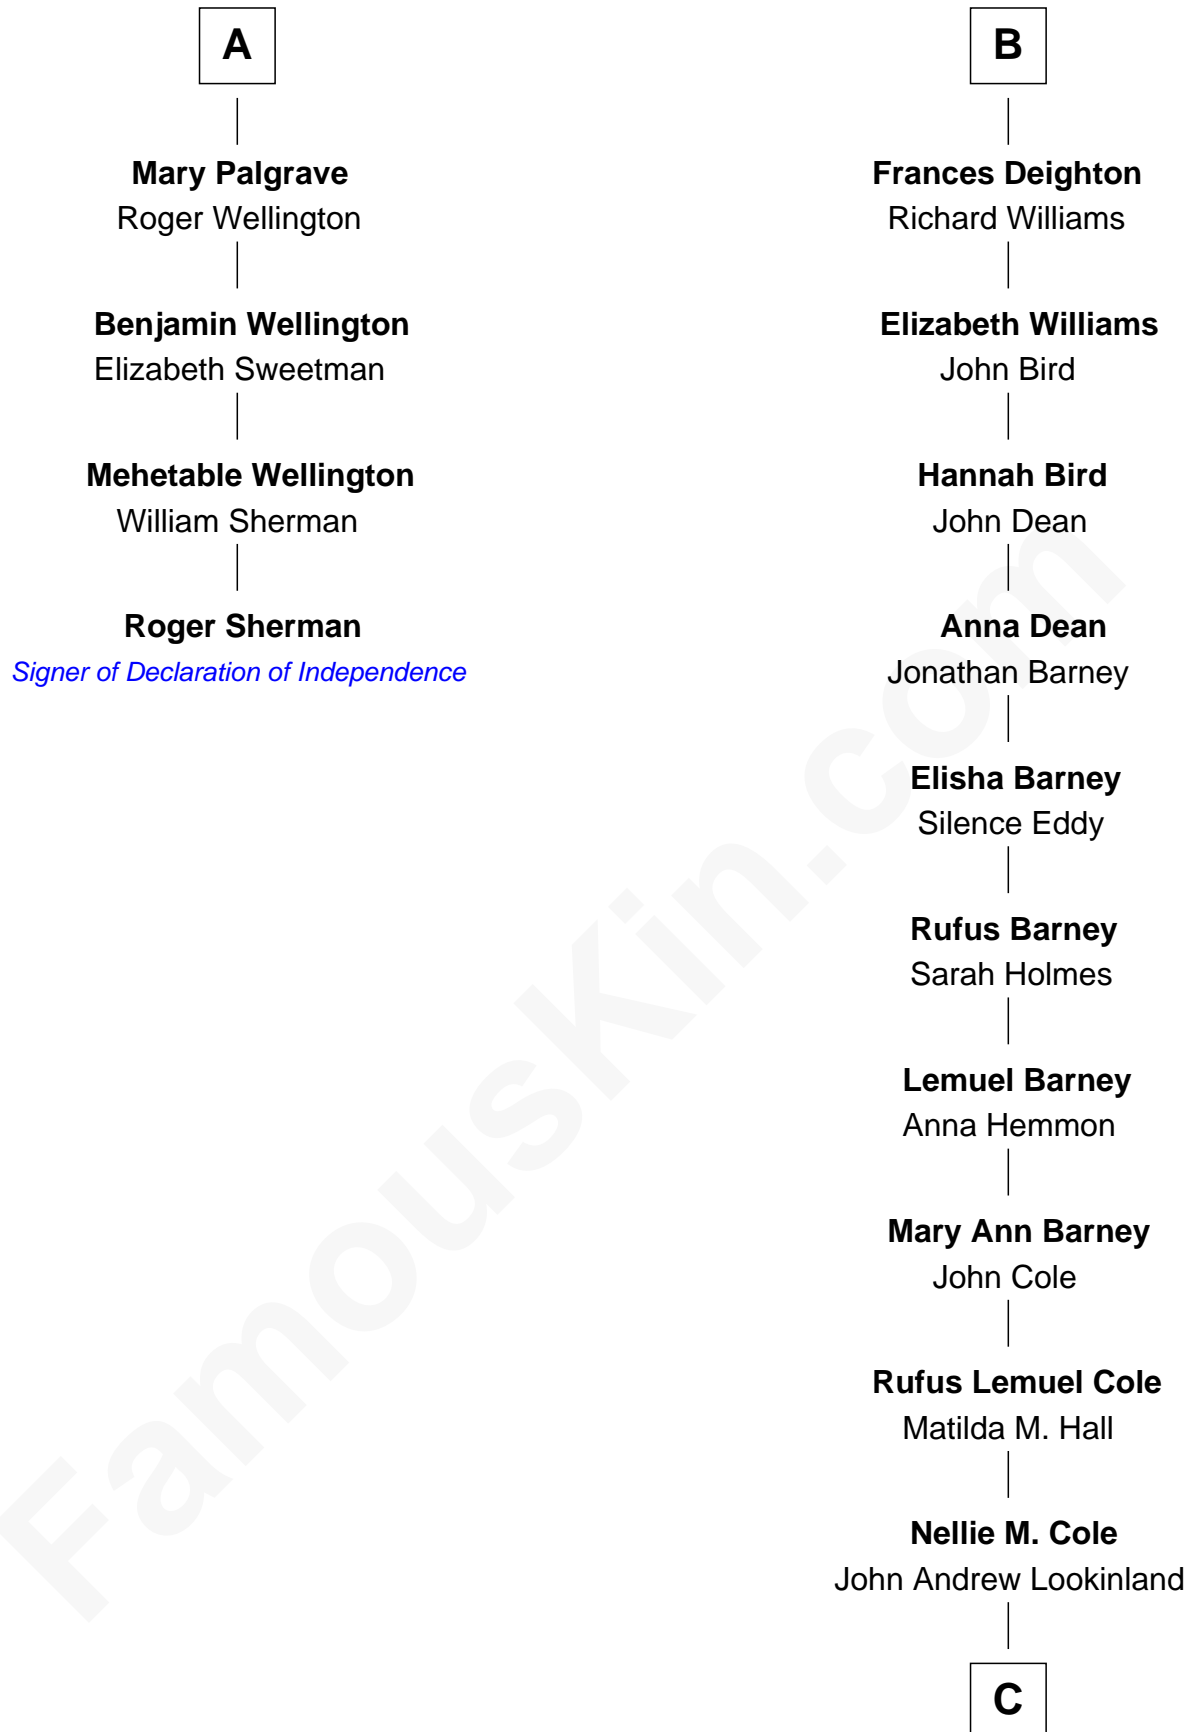 A
Mary Palgrave
Roger Wellington
Benjamin Wellington
Elizabeth Sweetman
Mehetable Wellington
William Sherman
Roger Sherman
Signer of Declaration of Independence
B
Frances Deighton
Richard Williams
Elizabeth Williams
John Bird
Hannah Bird
John Dean
Anna Dean
Jonathan Barney
Elisha Barney
Silence Eddy
Rufus Barney
Sarah Holmes
Lemuel Barney
Anna Hemmon
Mary Ann Barney
John Cole
Rufus Lemuel Cole
Matilda M. Hall
Nellie M. Cole
John Andrew Lookinland
C
FamousKin.com